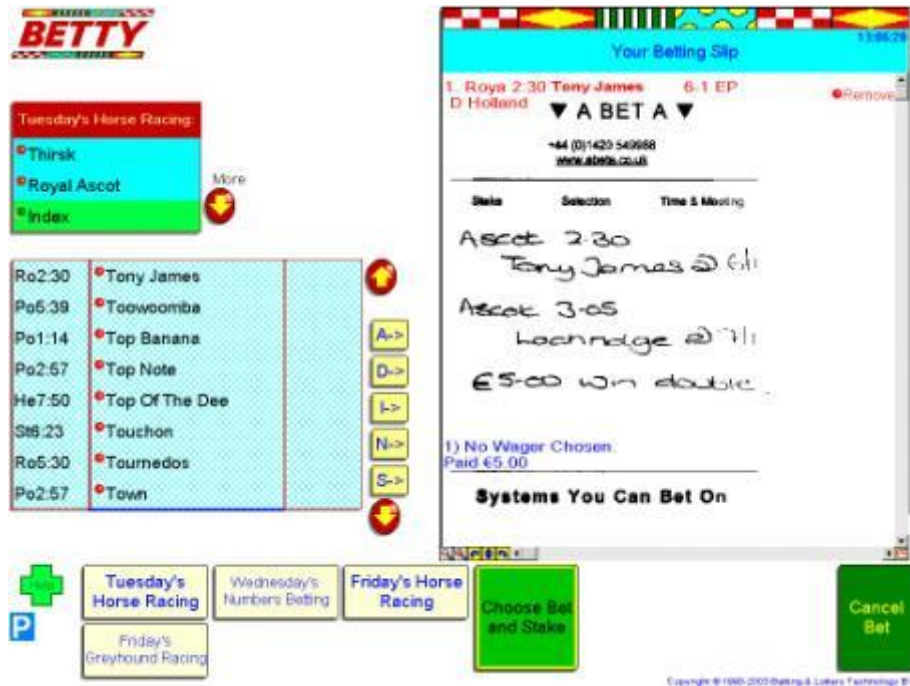 BETTY
Tuesday's Horse Racing:
Thirsk
Royal Ascot
Index
More
Ro2:30 Tony James
Po5:39 Toowoomba
Po1:14 Top Banana
Po2:57 Top Note
He7:50 Top Of The Dee
St6:23 Touchon
Ro5:30 Tournedos
Po2:57 Town
A->
D->
I->
N->
S->
Your Betting Slip
1. Roya 2:30 Tony James 6-1 EP
D Holland
Remove
▼ A BET A ▼
+44 (0)1420 549988
www.abeta.co.uk
Stake Selection Time & Meeting
Ascot 2-30
Tony James @ 6/1
Ascot 3-05
Lochridge @ 7/1
€5-00 win double.
1) No Wager Chosen.
Paid €5.00
Systems You Can Bet On
Help
P
Tuesday's
Horse Racing
Wednesday's
Numbers Betting
Friday's Horse
Racing
Friday's
Greyhound Racing
Choose Bet
and Stake
Cancel
Bet